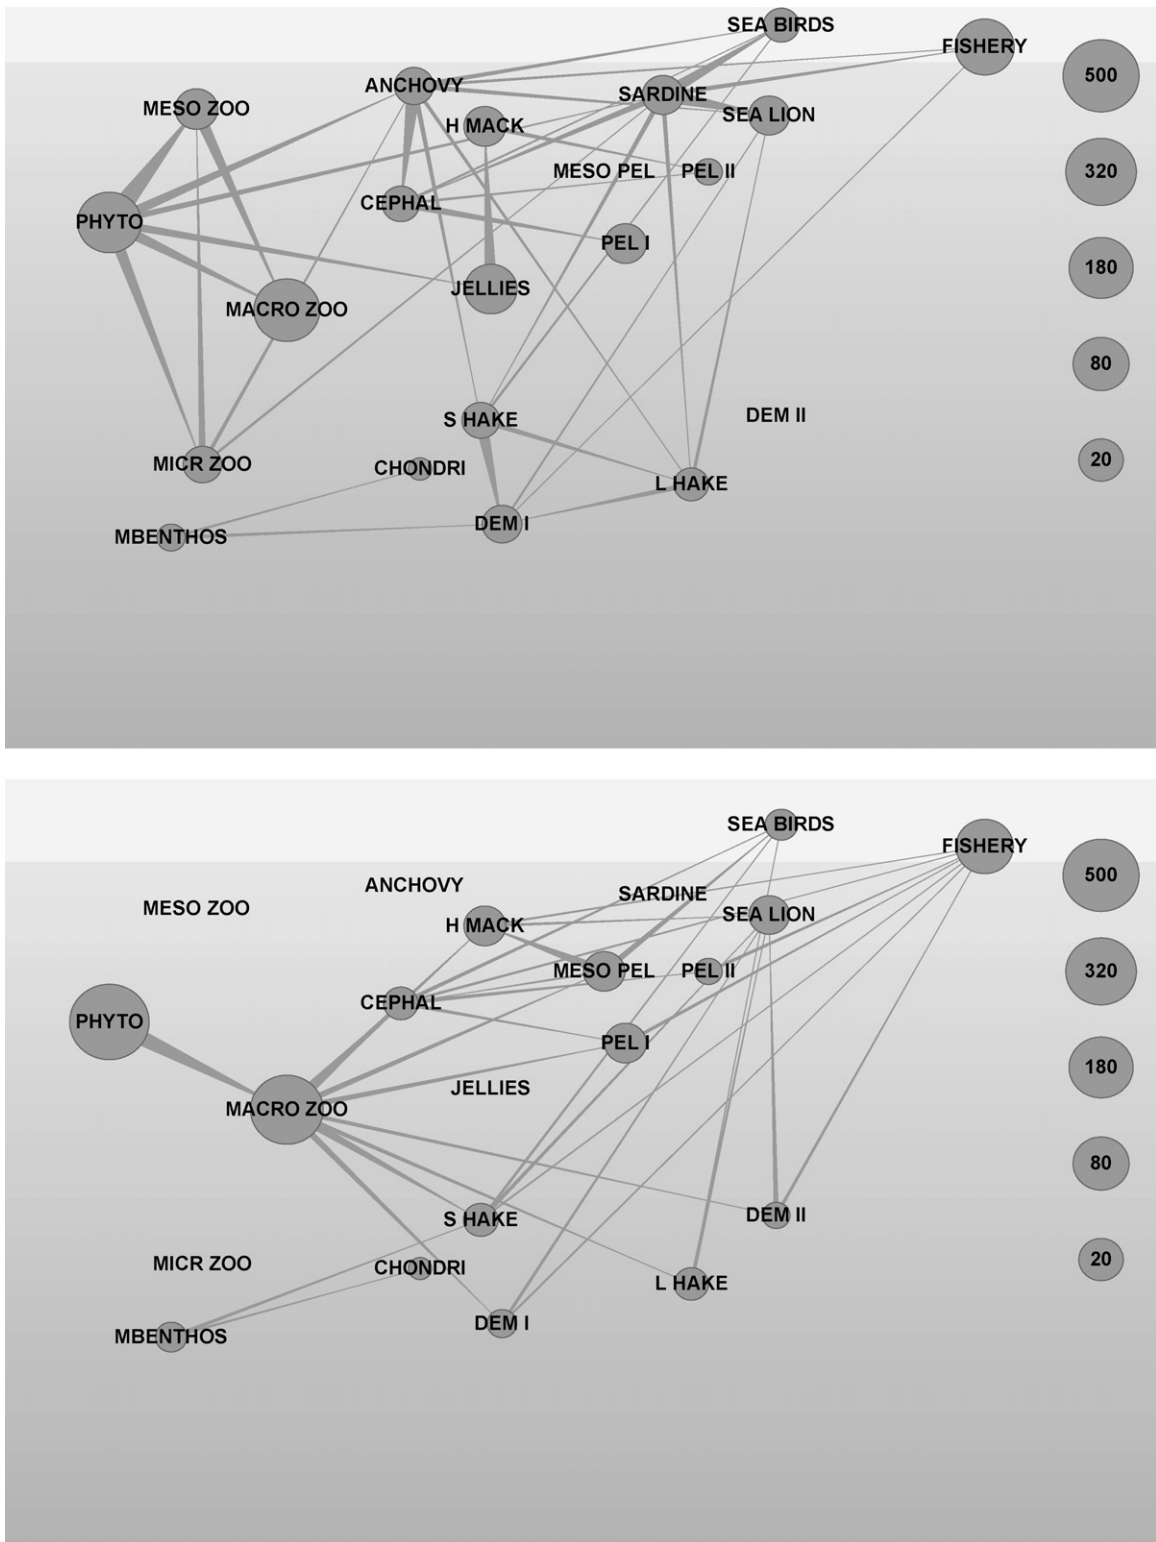 SEA BIRDS
FISHERY
500
ANCHOVY
SARDINE
MESO ZOO
SEA LION
H MACK
320
MESO PEL
PEL II
CEPHAL
PHYTO
PEL I
180
JELLIES
MACRO ZOO
80
DEM II
S HAKE
20
MICR ZOO
CHONDRI
L HAKE
DEM I
MBENTHOS
SEA BIRDS
FISHERY
500
ANCHOVY
SARDINE
MESO ZOO
SEA LION
H MACK
320
MESO PEL
PEL II
CEPHAL
PHYTO
PEL I
180
JELLIES
MACRO ZOO
80
DEM II
S HAKE
20
MICR ZOO
CHONDRI
L HAKE
DEM I
MBENTHOS